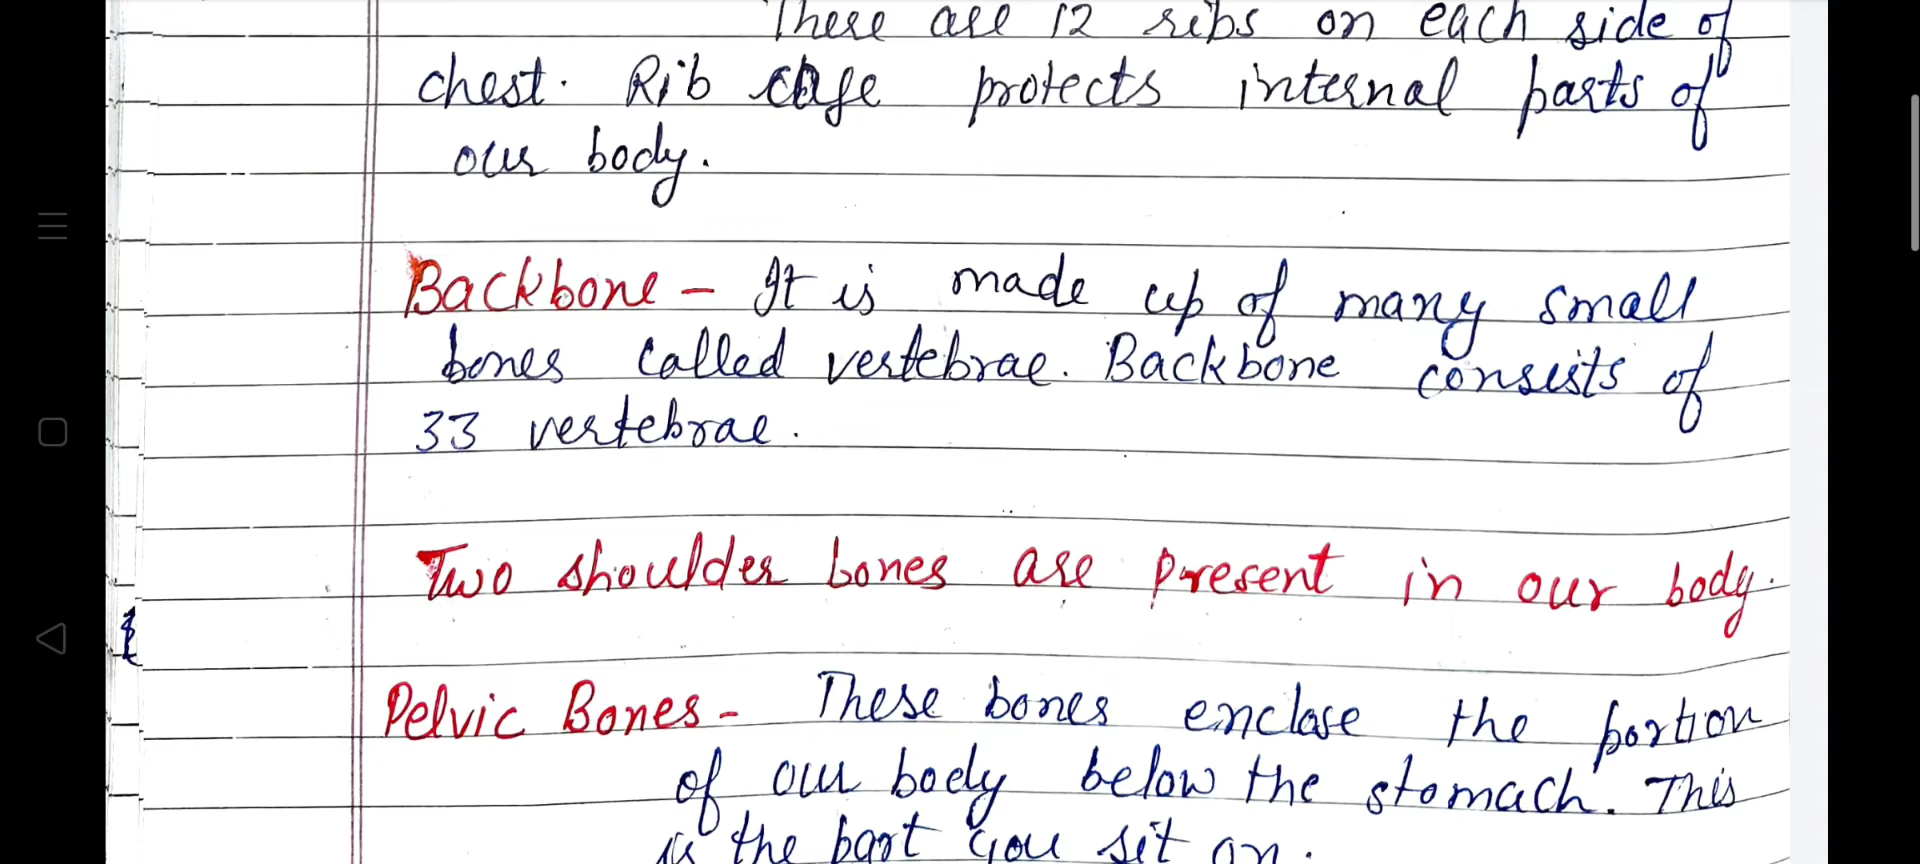 There are 12 ribs on each side of
chest. Rib cage protects internal parts of
our body.
Backbone - It is made up of many small
bones called vertebrae. Backbone consists of
33 vertebrae.
Two shoulder bones are present in our body.
Pelvic Bones - These bones enclose the portion
of our body below the stomach. This
is the part you sit on.